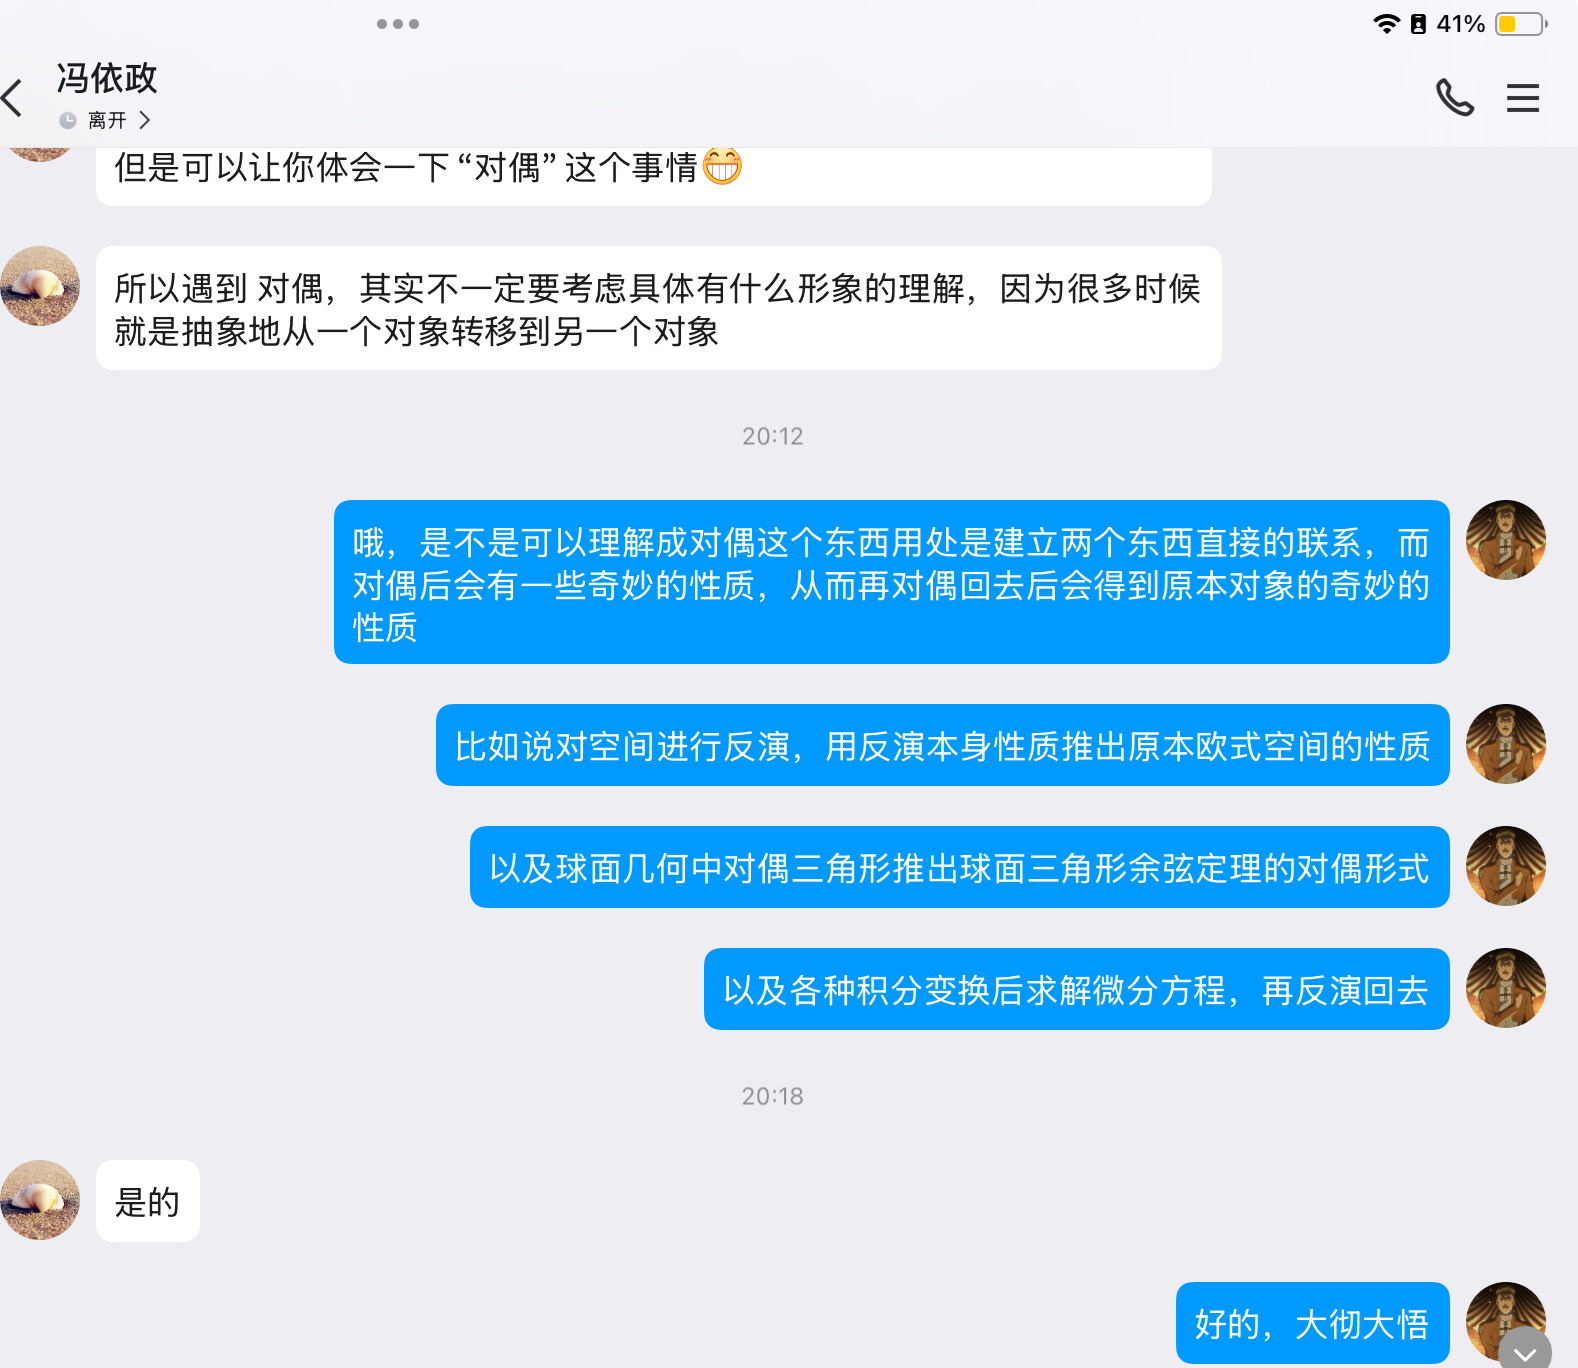 41%
冯依政
离开
但是可以让你体会一下“对偶”这个事情
所以遇到 对偶，其实不一定要考虑具体有什么形象的理解，因为很多时候
就是抽象地从一个对象转移到另一个对象
20:12
哦，是不是可以理解成对偶这个东西用处是建立两个东西直接的联系，而
对偶后会有一些奇妙的性质，从而再对偶回去后会得到原本对象的奇妙的
性质
比如说对空间进行反演，用反演本身性质推出原本欧式空间的性质
以及球面几何中对偶三角形推出球面三角形余弦定理的对偶形式
以及各种积分变换后求解微分方程，再反演回去
20:18
是的
好的，大彻大悟